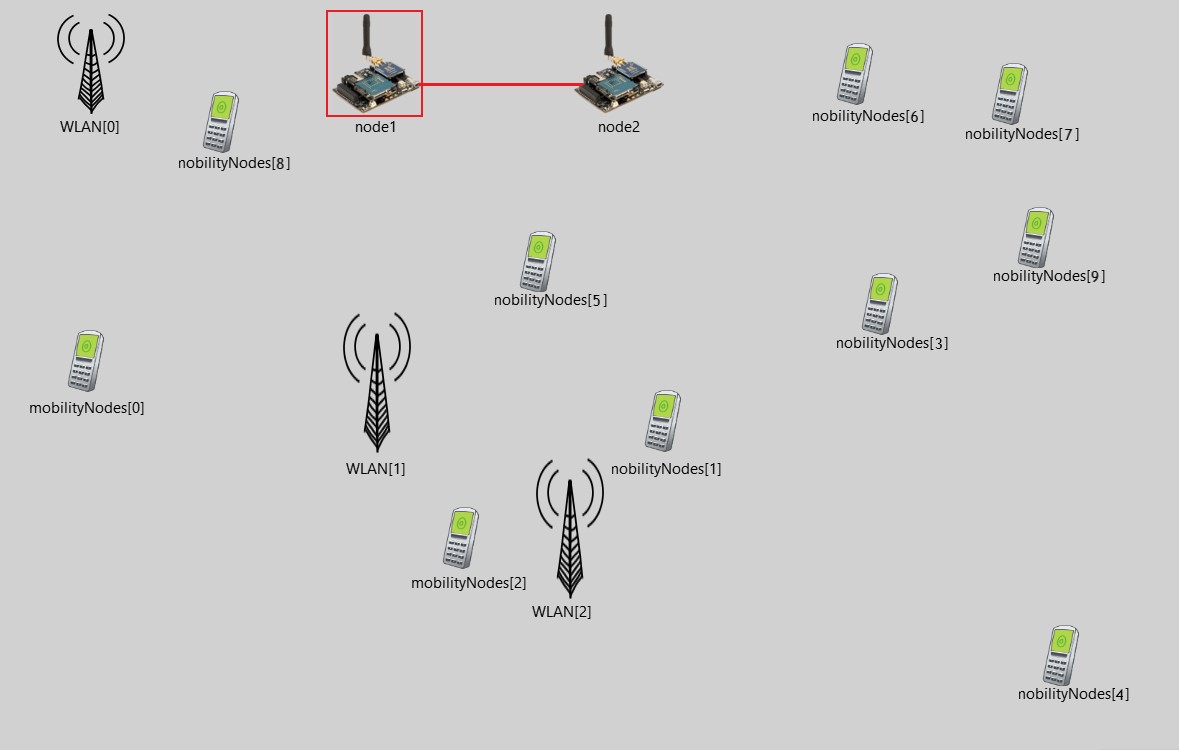 WLAN[0]
node1
node2
nobilityNodes[6]
nobilityNodes[7]
nobilityNodes[8]
nobilityNodes[9]
nobilityNodes[5]
nobilityNodes[3]
mobilityNodes[0]
WLAN[1]
nobilityNodes[1]
mobilityNodes[2]
WLAN[2]
nobilityNodes[4]